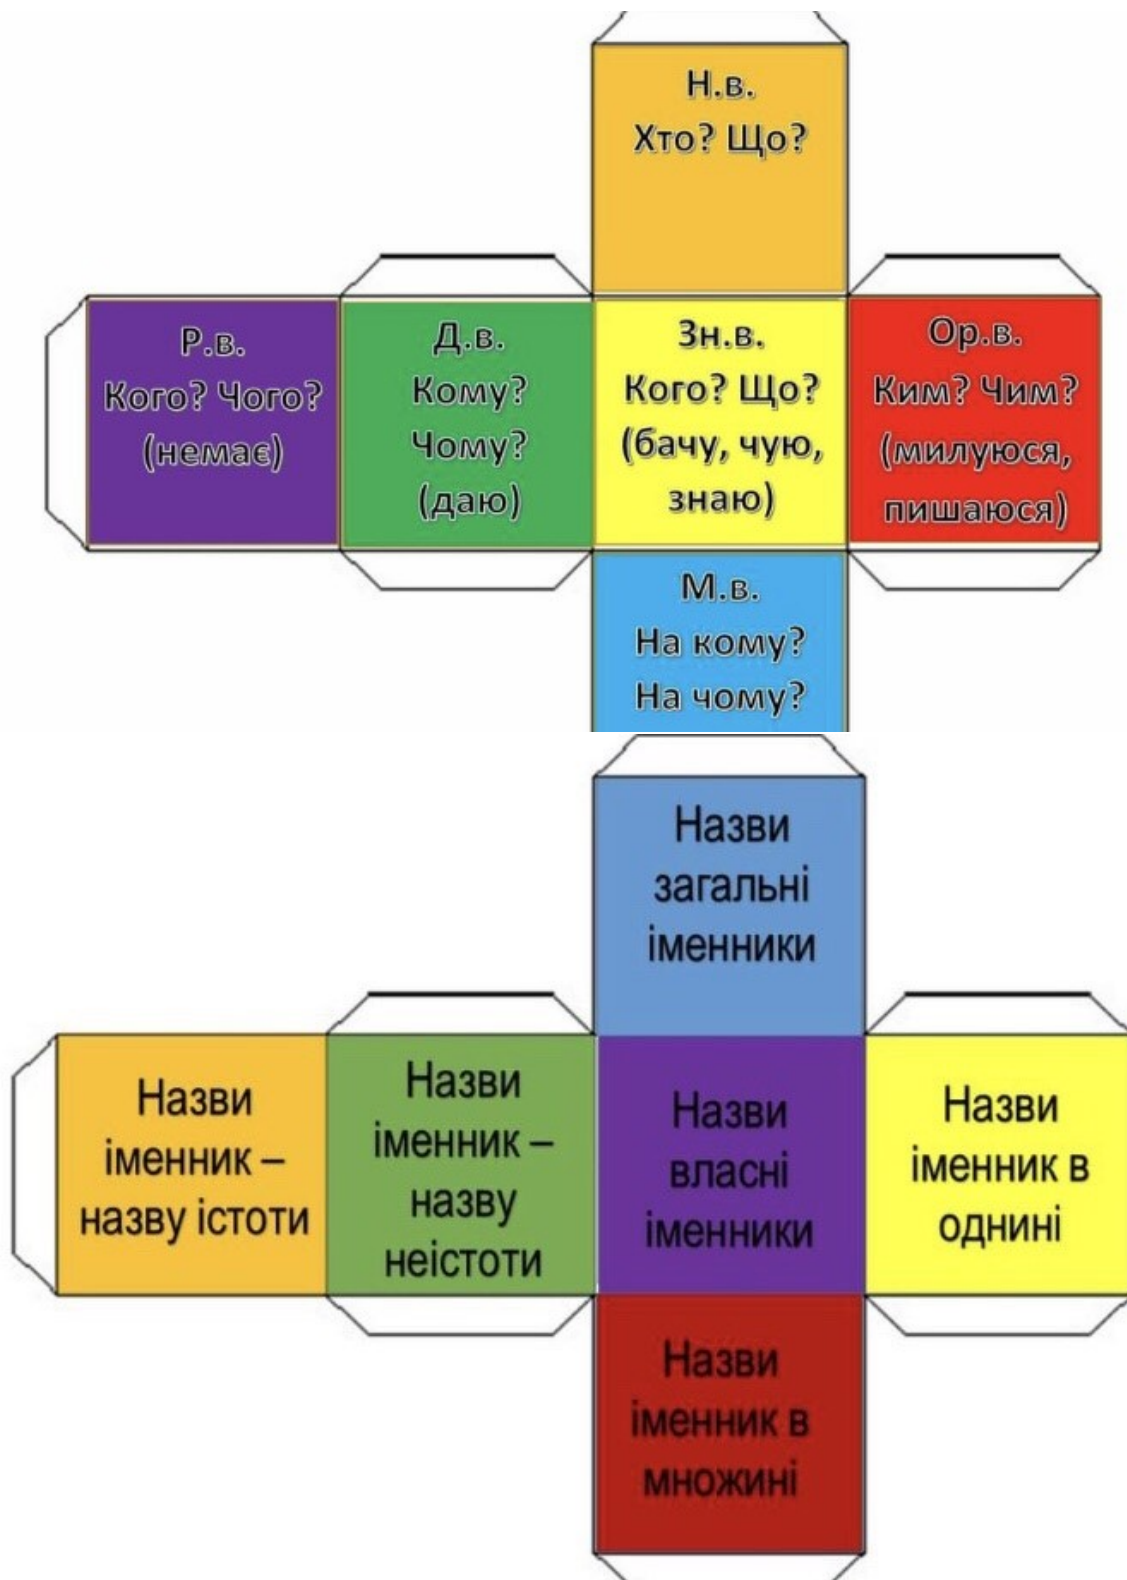 Н.в.
Хто? Що?
Р.в.
Кого? Чого?
(немає)
Д.в.
Кому?
Чому?
(даю)
Зн.в.
Кого? Що?
(бачу, чую,
знаю)
Ор.в.
Ким? Чим?
(милуюся,
пишаюся)
М.в.
На кому?
На чому?
Назви
загальні
іменники
Назви
іменник –
назву істоти
Назви
іменник –
назву
неістоти
Назви
власні
іменники
Назви
іменник в
однині
Назви
іменник в
множині